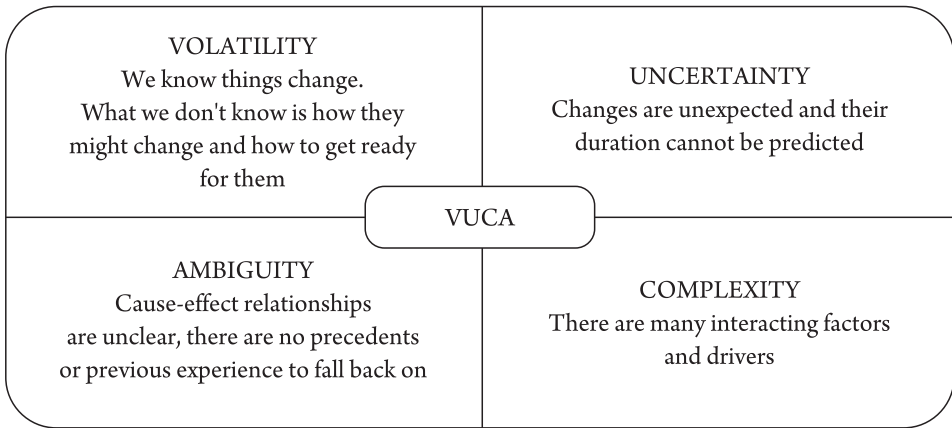 VOLATILITY
We know things change.
What we don't know is how they
might change and how to get ready
for them
UNCERTAINTY
Changes are unexpected and their
duration cannot be predicted
VUCA
AMBIGUITY
Cause-effect relationships
are unclear, there are no precedents
or previous experience to fall back on
COMPLEXITY
There are many interacting factors
and drivers